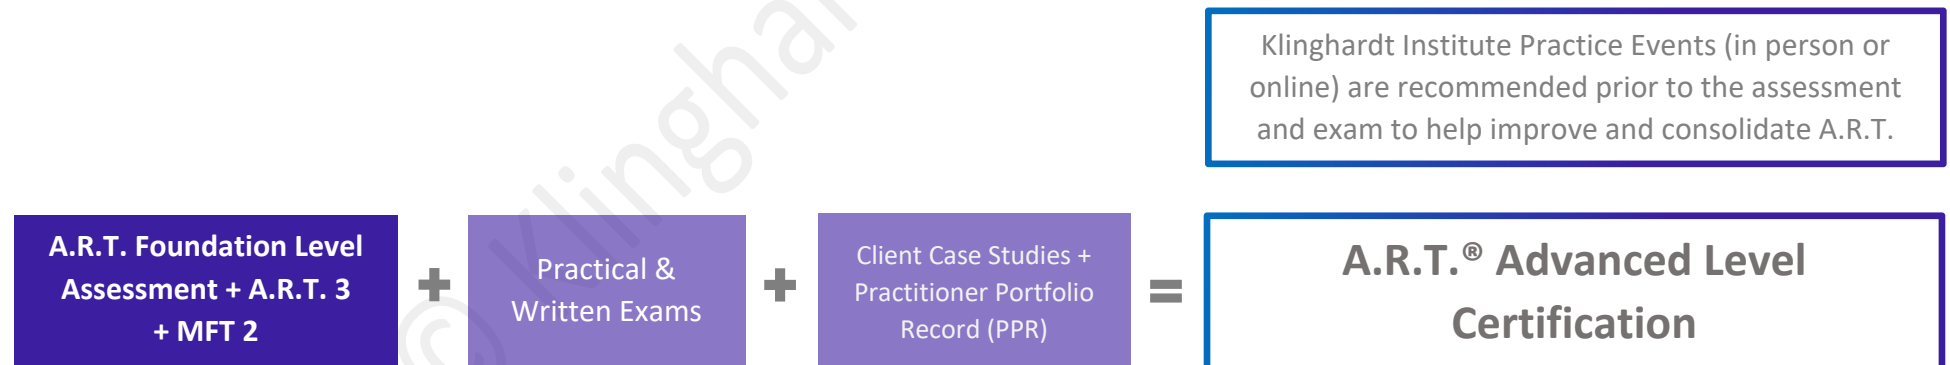 Klinghardt Institute Practice Events (in person or
online) are recommended prior to the assessment
and exam to help improve and consolidate A.R.T.
A.R.T. Foundation Level
Assessment + A.R.T. 3
+ MFT 2
+
Practical &
Written Exams
+
Client Case Studies +
Practitioner Portfolio
Record (PPR)
=
A.R.T.® Advanced Level
Certification
© Klinghar